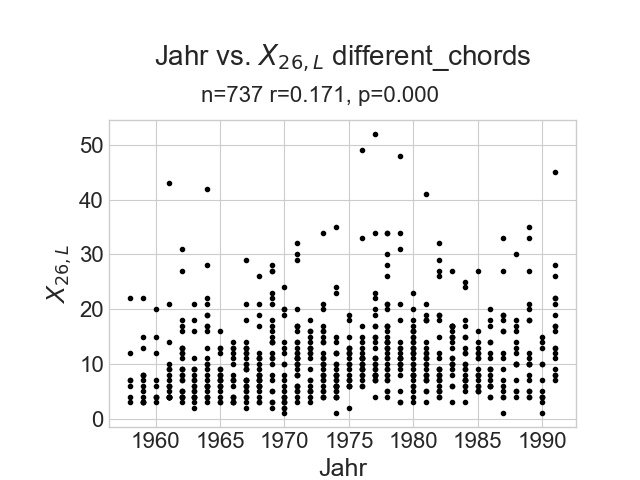 Jahr vs. X26, L different_chords
n=737 r=0.171, p=0.000
50
40
30
20
10
0
X26, L
1960 1965 1970 1975 1980 1985 1990
Jahr